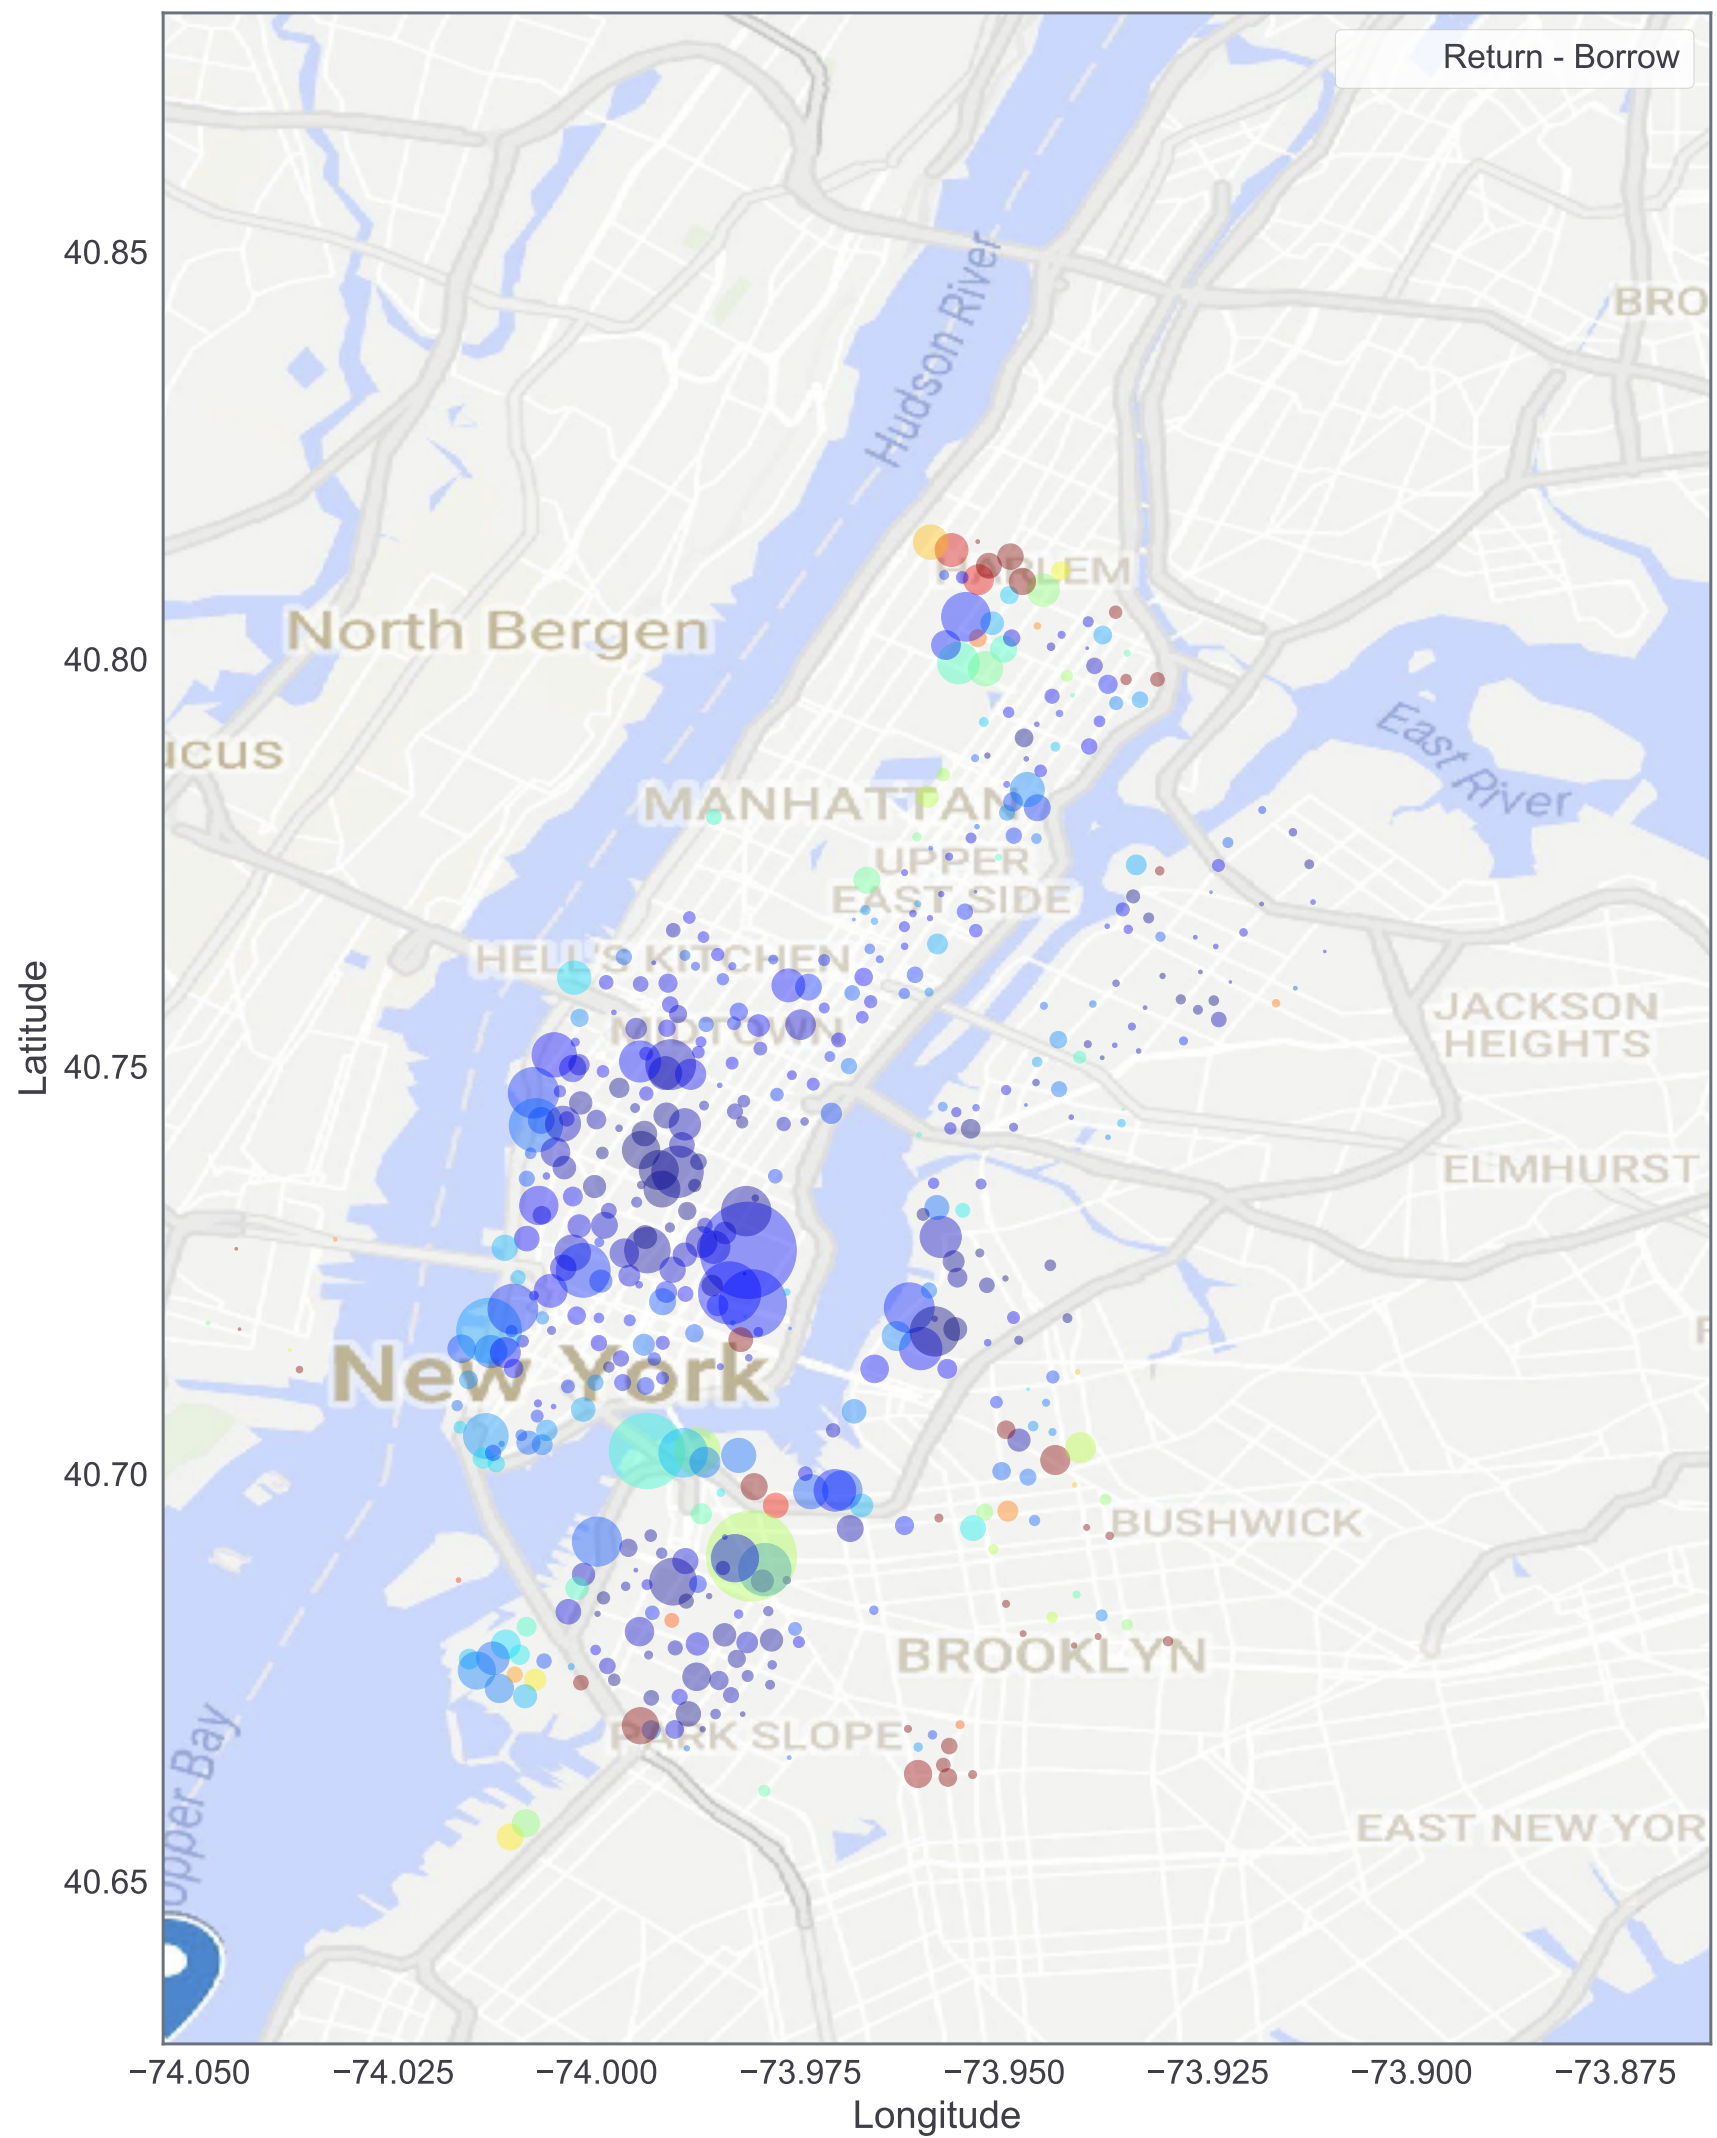 Return - Borrow
40.85
40.80
40.75
40.70
40.65
Latitude
Hudson River
BRO
HARLEM
North Bergen
ucus
East River
MANHATTAN
UPPER
EAST SIDE
HELL'S KITCHEN
MIDTOWN
JACKSON
HEIGHTS
ELMHURST
New York
BUSHWICK
BROOKLYN
PARK SLOPE
Upper Bay
EAST NEW YOR
−74.050
−74.025
−74.000
−73.975
−73.950
−73.925
−73.900
−73.875
Longitude